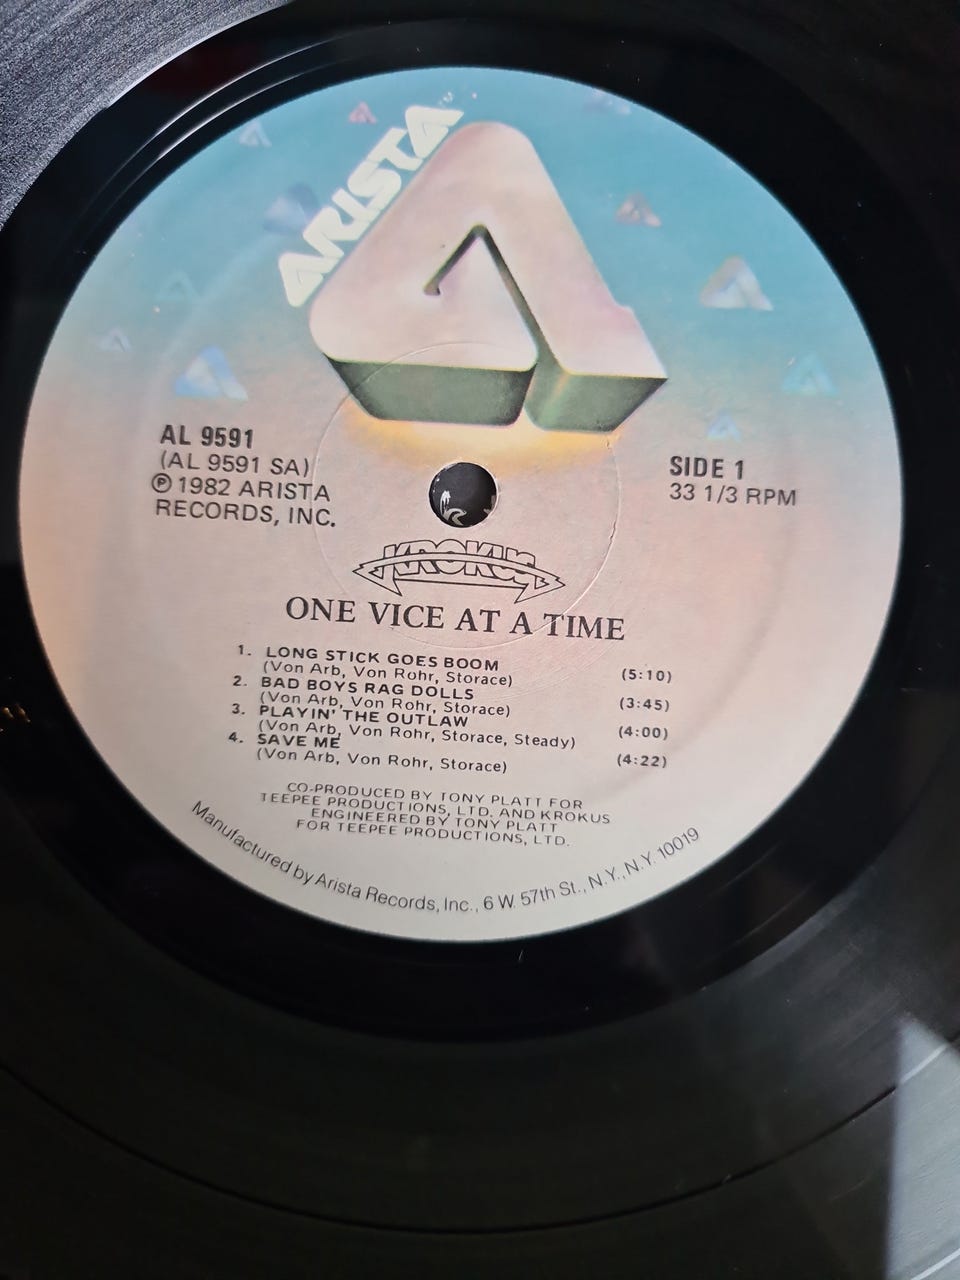 ARISTA
AL 9591
(AL 9591 SA)
Ⓟ 1982 ARISTA
RECORDS, INC.
SIDE 1
33 1/3 RPM
KROKUS
ONE VICE AT A TIME
1. LONG STICK GOES BOOM (5:10)
(Von Arb, Von Rohr, Storace)
2. BAD BOYS RAG DOLLS (3:45)
(Von Arb, Von Rohr, Storace)
3. PLAYIN' THE OUTLAW (4:00)
(Von Arb, Von Rohr, Storace, Steady)
4. SAVE ME (4:22)
(Von Arb, Von Rohr, Storace)
CO-PRODUCED BY TONY PLATT FOR
TEEPEE PRODUCTIONS, LTD. AND KROKUS
ENGINEERED BY TONY PLATT
FOR TEEPEE PRODUCTIONS, LTD.
Manufactured by Arista Records, Inc., 6 W. 57th St., N.Y., N.Y. 10019